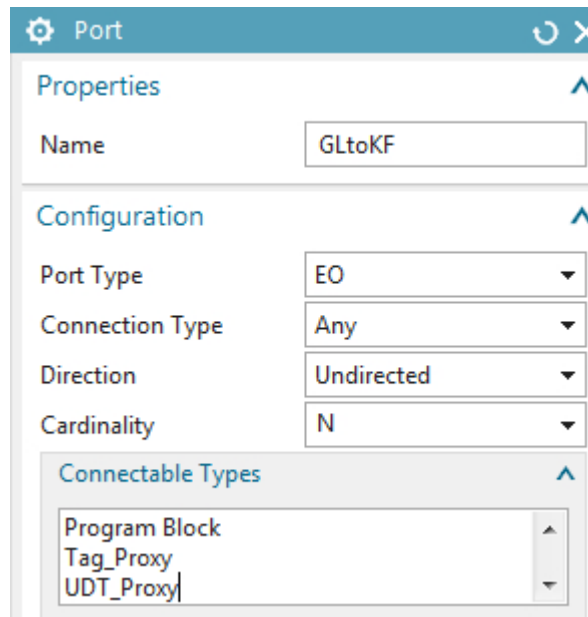 Port
Properties
Name GLtoKF
Configuration
Port Type EO
Connection Type Any
Direction Undirected
Cardinality N
Connectable Types
Program Block
Tag_Proxy
UDT_Proxy